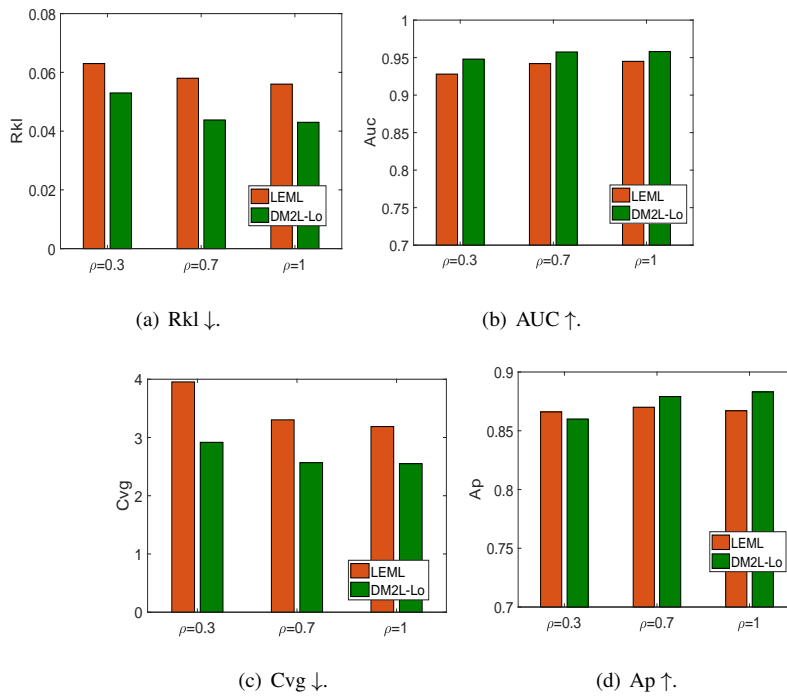 0.08
0.06
0.04
0.02
0
Rkl
LEML
DM2L-Lo
ρ=0.3 ρ=0.7 ρ=1
(a) Rkl ↓.
1
0.95
0.9
0.85
0.8
0.75
0.7
Auc
LEML
DM2L-Lo
ρ=0.3 ρ=0.7 ρ=1
(b) AUC ↑.
4
3
2
1
0
Cvg
LEML
DM2L-Lo
ρ=0.3 ρ=0.7 ρ=1
(c) Cvg ↓.
0.9
0.85
0.8
0.75
0.7
Ap
LEML
DM2L-Lo
ρ=0.3 ρ=0.7 ρ=1
(d) Ap ↑.